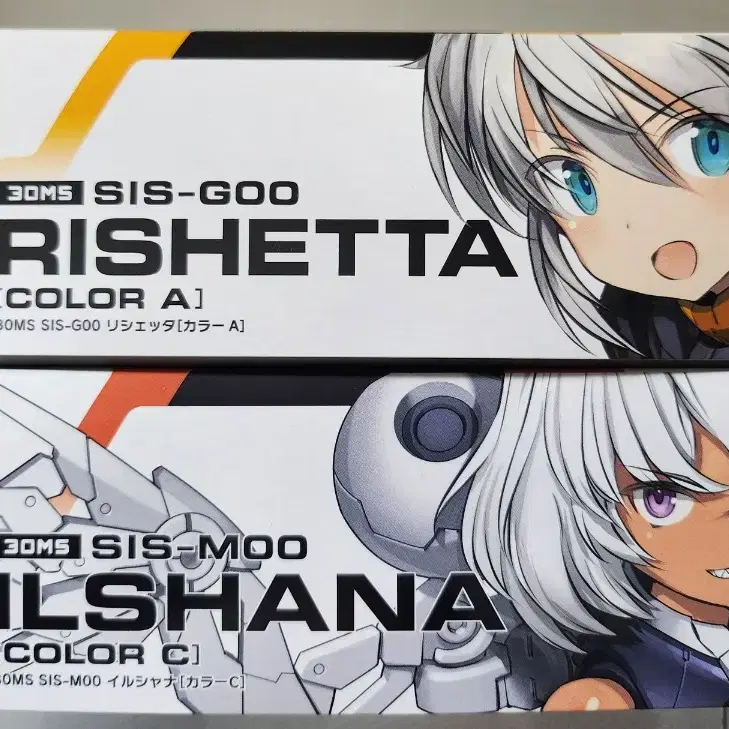 30MS SIS-G00
RISHETTA
[COLOR A]
30MS SIS-G00 リシェッタ[カラーA]
30MS SIS-M00
ILSHANA
[COLOR C]
30MS SIS-M00 イルシャナ[カラーC]